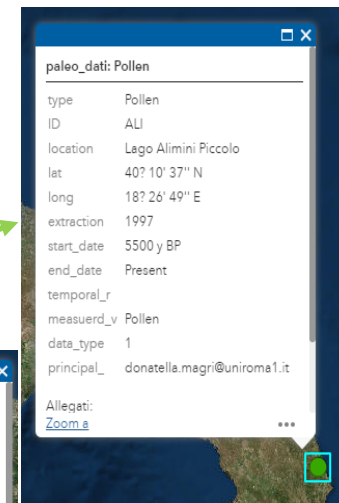 paleo_dati: Pollen
type Pollen
ID ALI
location Lago Alimini Piccolo
lat 40? 10' 37'' N
long 18? 26' 49'' E
extraction 1997
start_date 5500 y BP
end_date Present
temporal_r
measuerd_v Pollen
data_type 1
principal_ donatella.magri@uniroma1.it
Allegati:
Zoom a